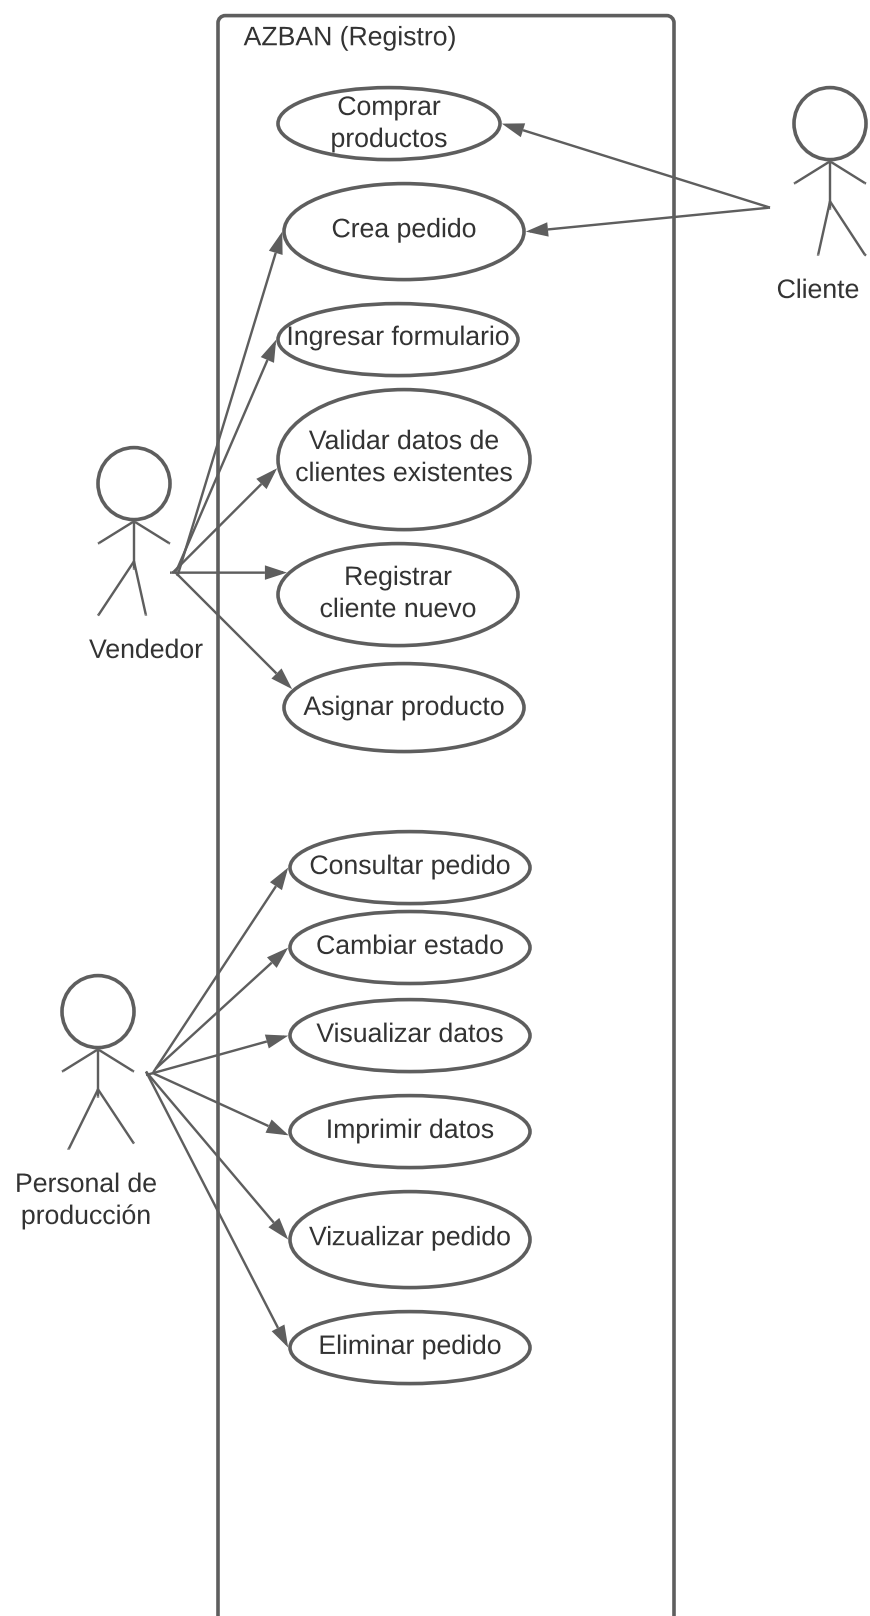 AZBAN (Registro)
Comprar
productos
Crea pedido
Cliente
Ingresar formulario
Validar datos de
clientes existentes
Registrar
cliente nuevo
Vendedor
Asignar producto
Consultar pedido
Cambiar estado
Visualizar datos
Imprimir datos
Personal de
producción
Vizualizar pedido
Eliminar pedido